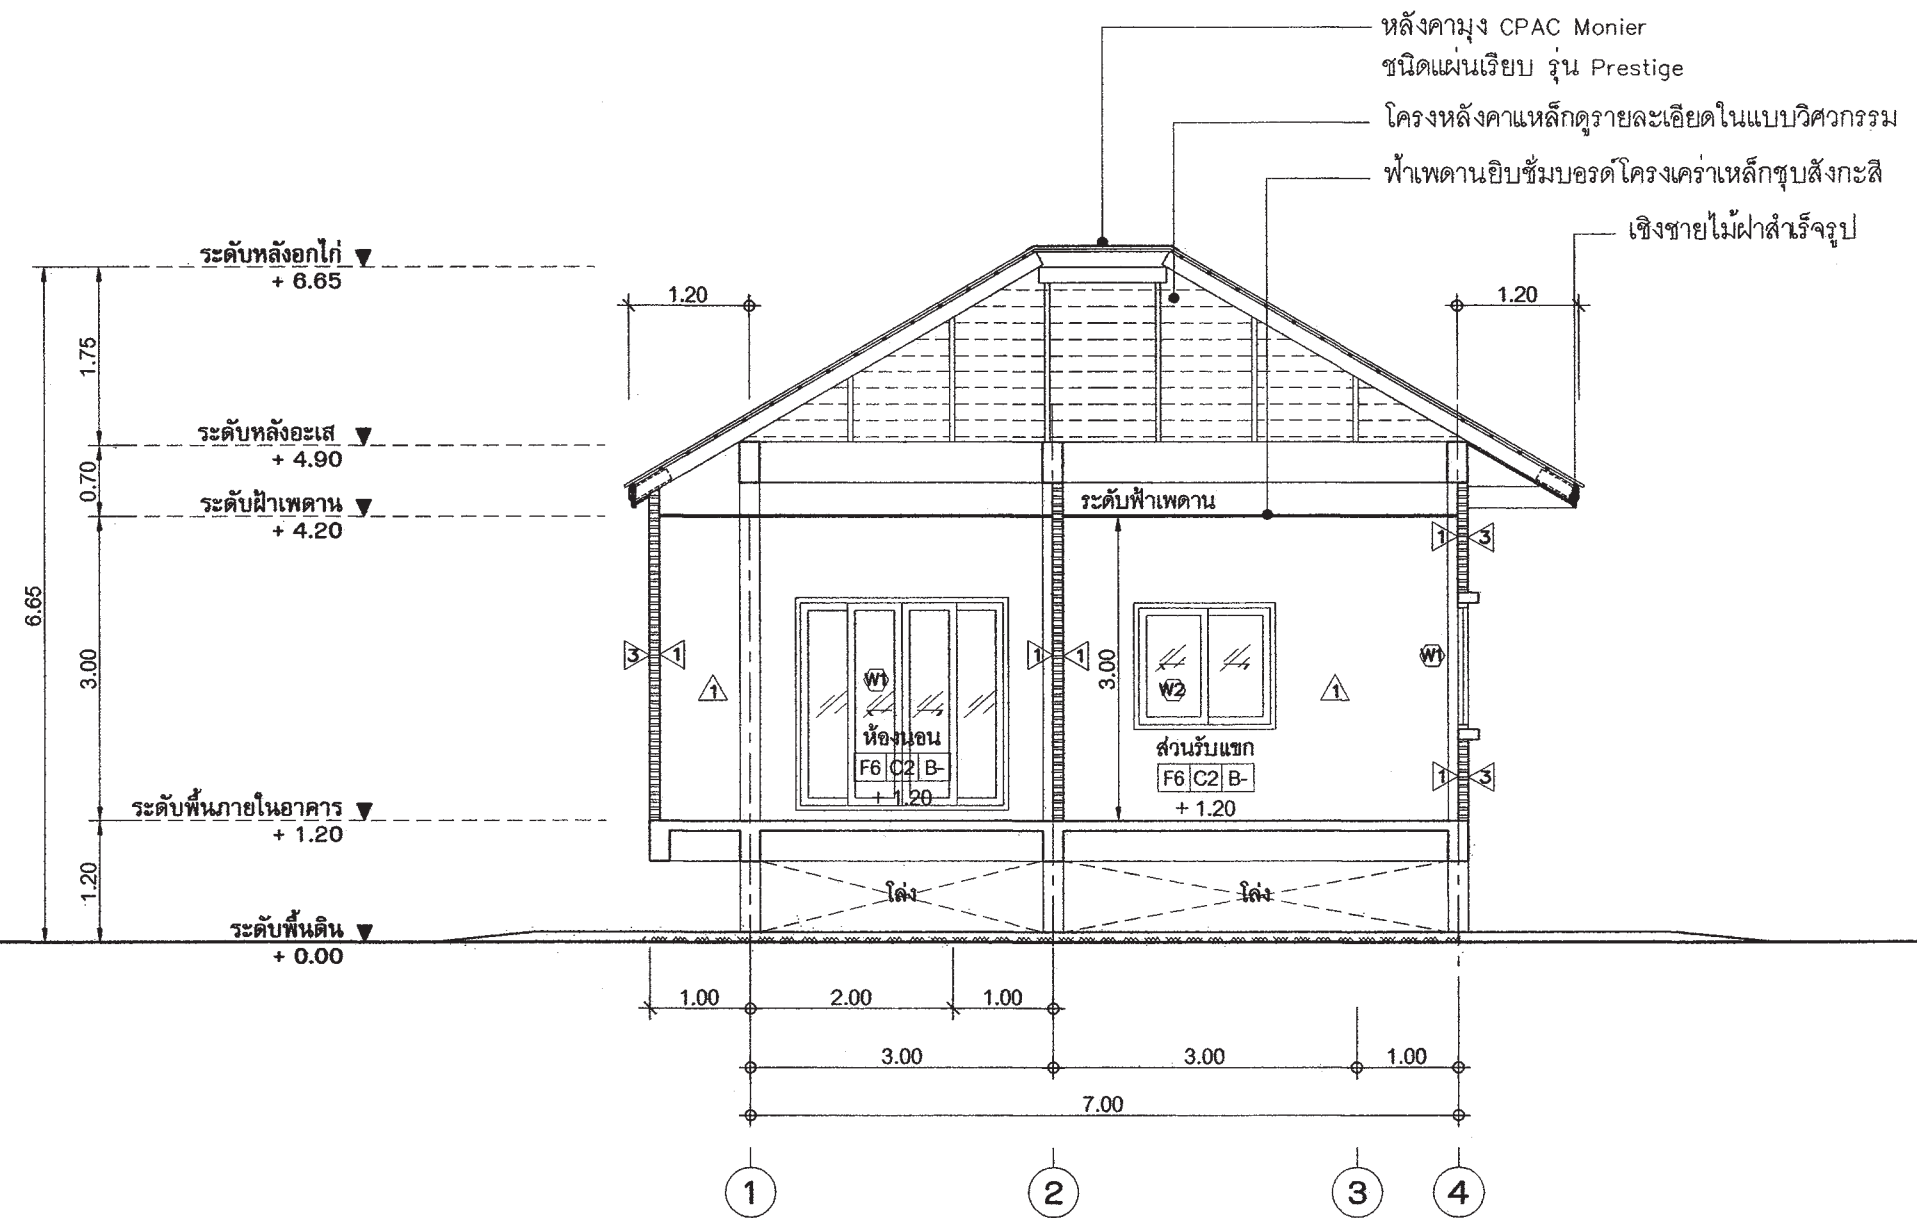 หลังคามุง CPAC Monier
ชนิดแผ่นเรียบ รุ่น Prestige
โครงหลังคาเหล็กดูรายละเอียดในแบบวิศวกรรม
ฟ้าเพดานยิบซั่มบอรด์โครงเคร่าเหล็กชุบสังกะสี
เชิงชายไม้ฝาสำเร็จรูป
ระดับหลังอกไก่
+ 6.65
1.20
1.20
1.75
ระดับหลังอะเส
+ 4.90
0.70
ระดับฝ้าเพดาน
+ 4.20
ระดับฟ้าเพดาน
1 3
6.65
3.00
3 1
1 1
3.00
W1
W1
W2
1
1
ห้องนอน
F6 C2 B-
+ 1.20
ส่วนรับแขก
F6 C2 B-
+ 1.20
1 3
ระดับพื้นภายในอาคาร
+ 1.20
1.20
โล่ง
โล่ง
ระดับพื้นดิน
+ 0.00
1.00 2.00 1.00
3.00 3.00 1.00
7.00
1 2 3 4